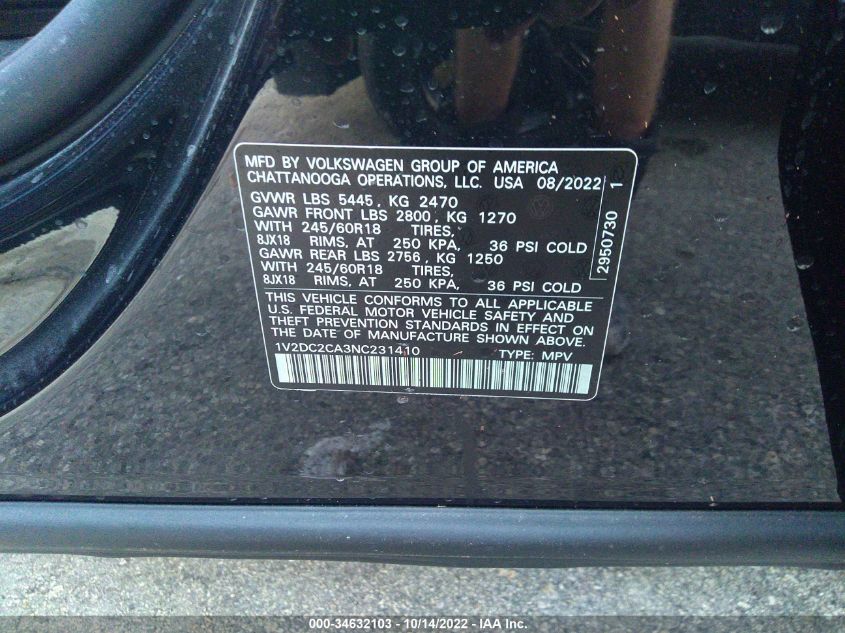 MFD BY VOLKSWAGEN GROUP OF AMERICA
CHATTANOOGA OPERATIONS, LLC. USA 08/2022
GVWR LBS 5445, KG 2470
GAWR FRONT LBS 2800, KG 1270
WITH 245/60R18 TIRES,
8JX18 RIMS, AT 250 KPA, 36 PSI COLD
GAWR REAR LBS 2756, KG 1250
WITH 245/60R18 TIRES,
8JX18 RIMS, AT 250 KPA, 36 PSI COLD
2950730 1
THIS VEHICLE CONFORMS TO ALL APPLICABLE
U.S. FEDERAL MOTOR VEHICLE SAFETY AND
THEFT PREVENTION STANDARDS IN EFFECT ON
THE DATE OF MANUFACTURE SHOWN ABOVE.
1V2DC2CA3NC231410 TYPE: MPV
000-34632103 - 10/14/2022 - IAA Inc.